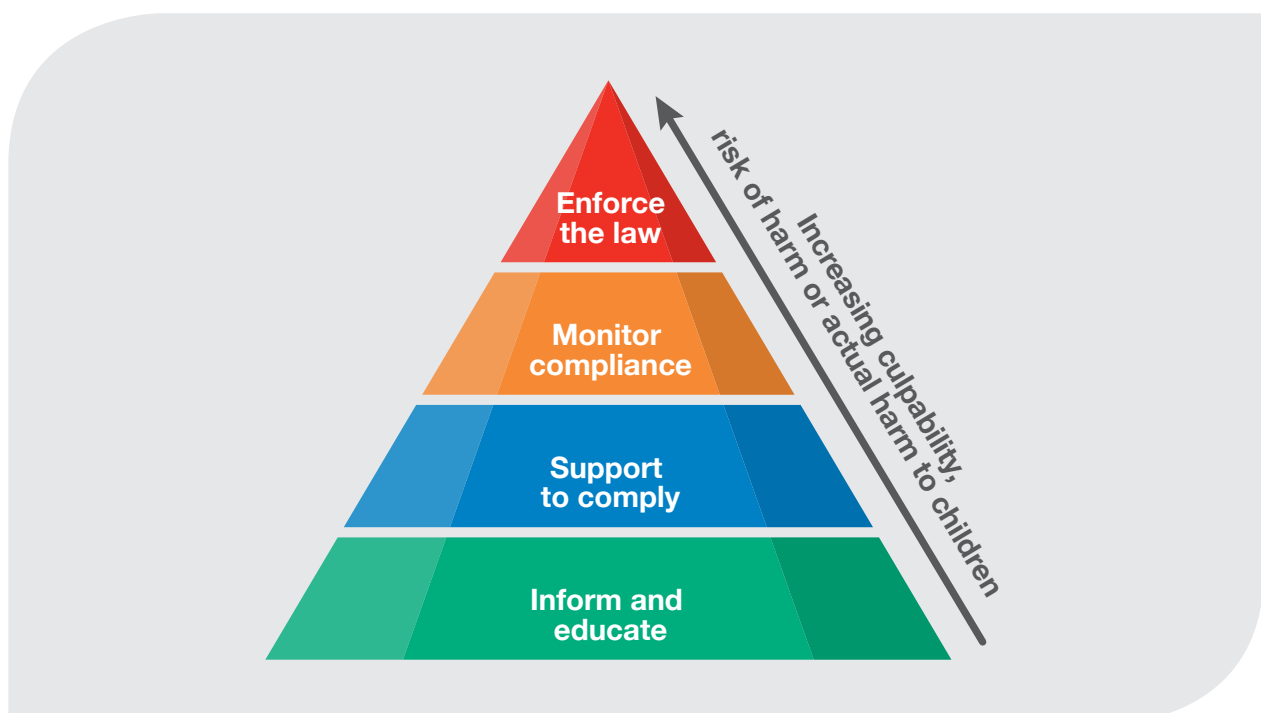 Enforce
the law
Monitor
compliance
Support
to comply
Inform and
educate
Increasing culpability,
risk of harm or actual harm to children